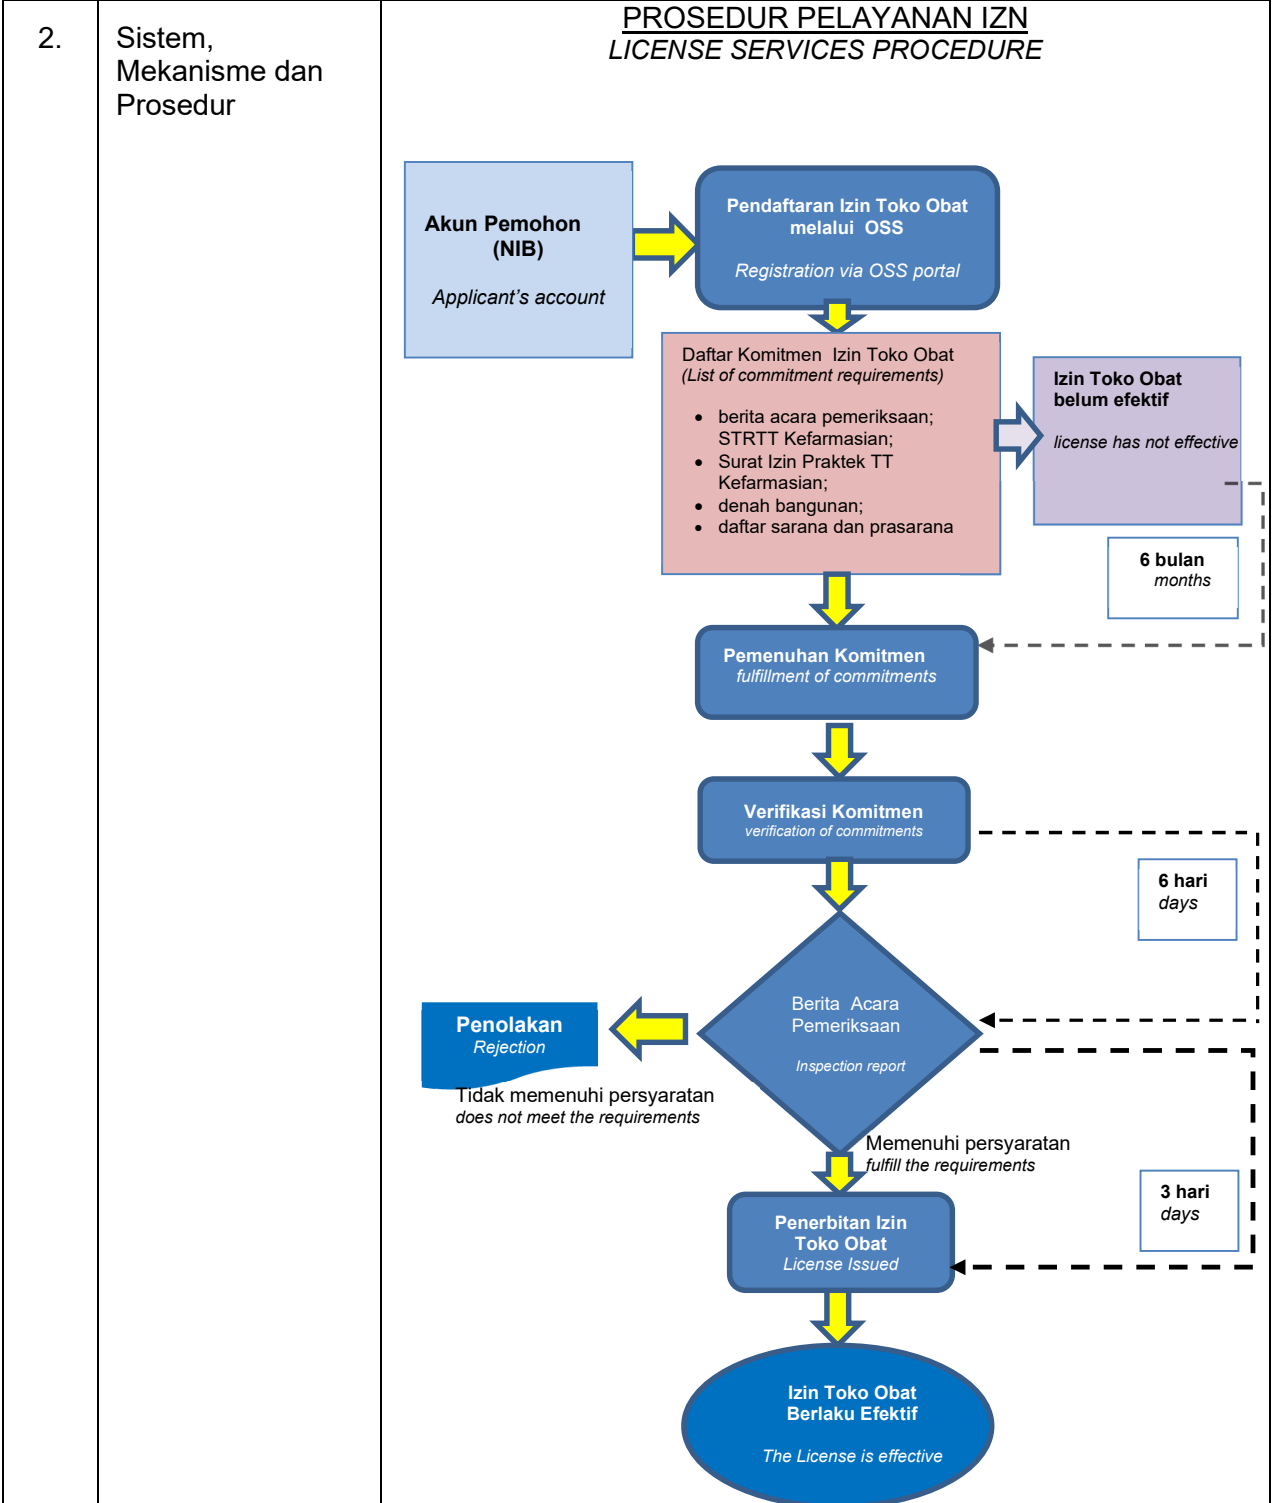 2.
Sistem,
Mekanisme dan
Prosedur
PROSEDUR PELAYANAN IZN
LICENSE SERVICES PROCEDURE
Akun Pemohon
(NIB)
Applicant's account
Pendaftaran Izin Toko Obat
melalui OSS
Registration via OSS portal
Daftar Komitmen Izin Toko Obat
(List of commitment requirements)
• berita acara pemeriksaan;
STRTT Kefarmasian;
• Surat Izin Praktek TT
Kefarmasian;
• denah bangunan;
• daftar sarana dan prasarana
Izin Toko Obat
belum efektif
license has not effective
6 bulan
months
Pemenuhan Komitmen
fulfillment of commitments
Verifikasi Komitmen
verification of commitments
6 hari
days
Berita Acara
Pemeriksaan
Inspection report
Penolakan
Rejection
Tidak memenuhi persyaratan
does not meet the requirements
Memenuhi persyaratan
fulfill the requirements
3 hari
days
Penerbitan Izin
Toko Obat
License Issued
Izin Toko Obat
Berlaku Efektif
The License is effective